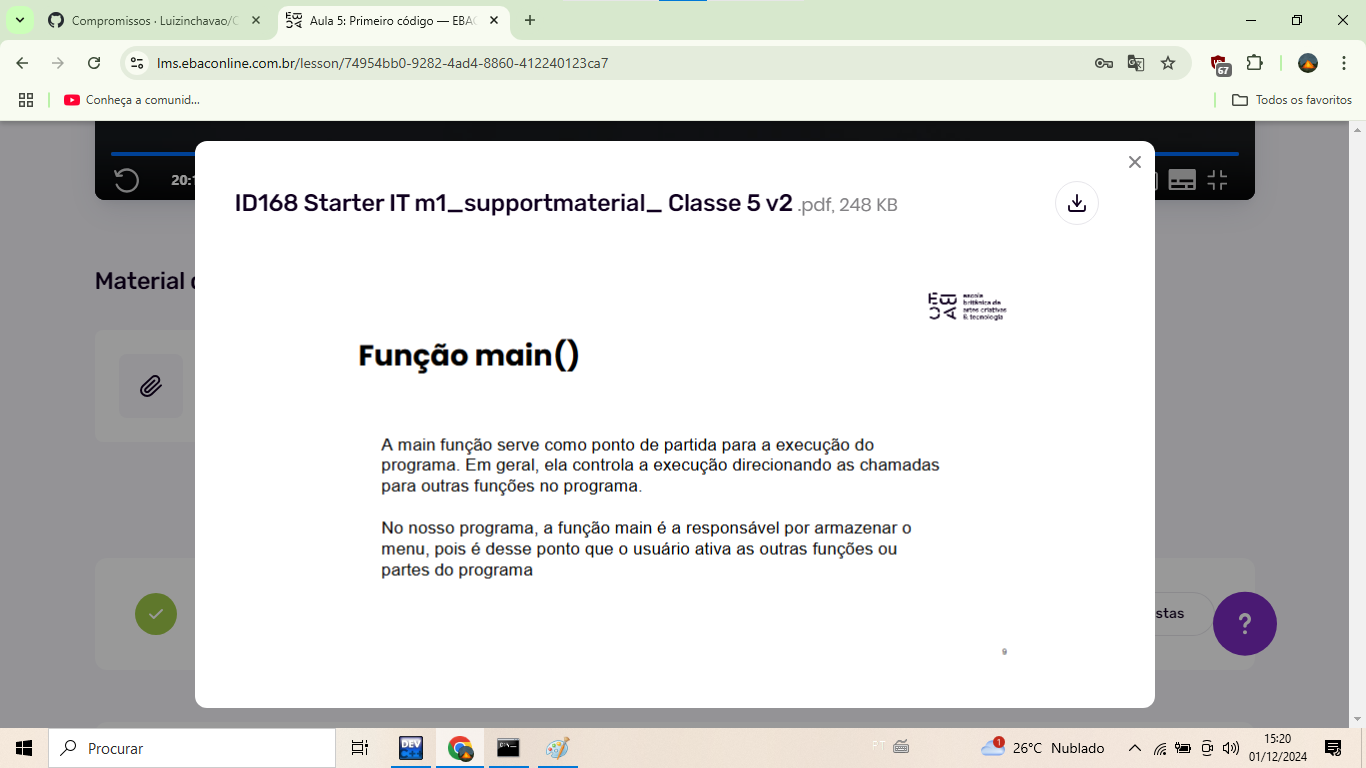 Compromissos · Luizinchavao/C
Aula 5: Primeiro código — EBAC
lms.ebaconline.com.br/lesson/74954bb0-9282-4ad4-8860-412240123ca7
67
Conheça a comunid...
Todos os favoritos
20:1
ID168 Starter IT m1_supportmaterial_ Classe 5 v2 .pdf, 248 KB
Material d
EBAC
escola
britânica de
artes criativas
& tecnologia
Função main()
A main função serve como ponto de partida para a execução do
programa. Em geral, ela controla a execução direcionando as chamadas
para outras funções no programa.
No nosso programa, a função main é a responsável por armazenar o
menu, pois é desse ponto que o usuário ativa as outras funções ou
partes do programa
9
stas
?
Procurar
DEV
PT
1
26°C Nublado
15:20
01/12/2024